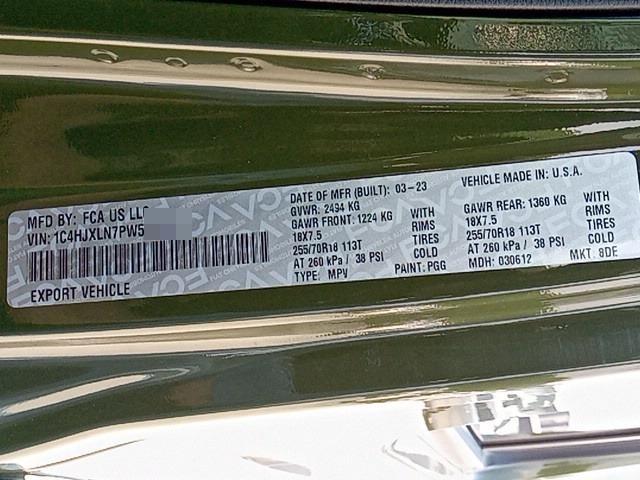 MFD BY: FCA US LLC
VIN: 1C4HJXLN7PW5
EXPORT VEHICLE
DATE OF MFR (BUILT): 03-23
GVWR: 2494 KG
GAWR FRONT: 1224 KG WITH
18X7.5 RIMS
255/70R18 113T TIRES
AT 260 kPa / 38 PSI COLD
TYPE: MPV PAINT: PGG
VEHICLE MADE IN: U.S.A.
GAWR REAR: 1360 KG WITH
18X7.5 RIMS
255/70R18 113T TIRES
AT 260 kPa / 38 PSI COLD
MDH: 030612 MKT: 8DE